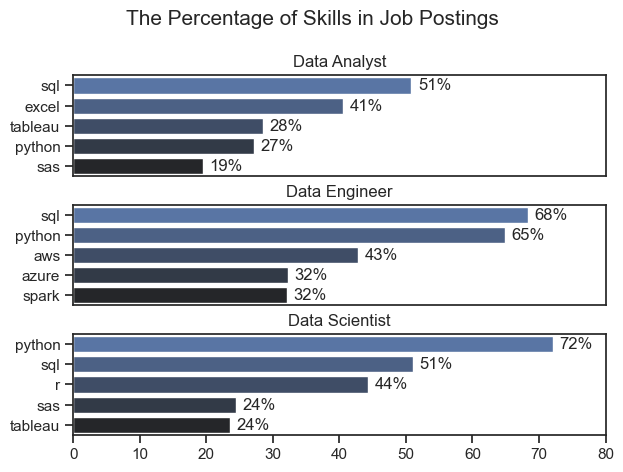 The Percentage of Skills in Job Postings
Data Analyst
sql 51%
excel 41%
tableau 28%
python 27%
sas 19%
Data Engineer
sql 68%
python 65%
aws 43%
azure 32%
spark 32%
Data Scientist
python 72%
sql 51%
r 44%
sas 24%
tableau 24%
0 10 20 30 40 50 60 70 80